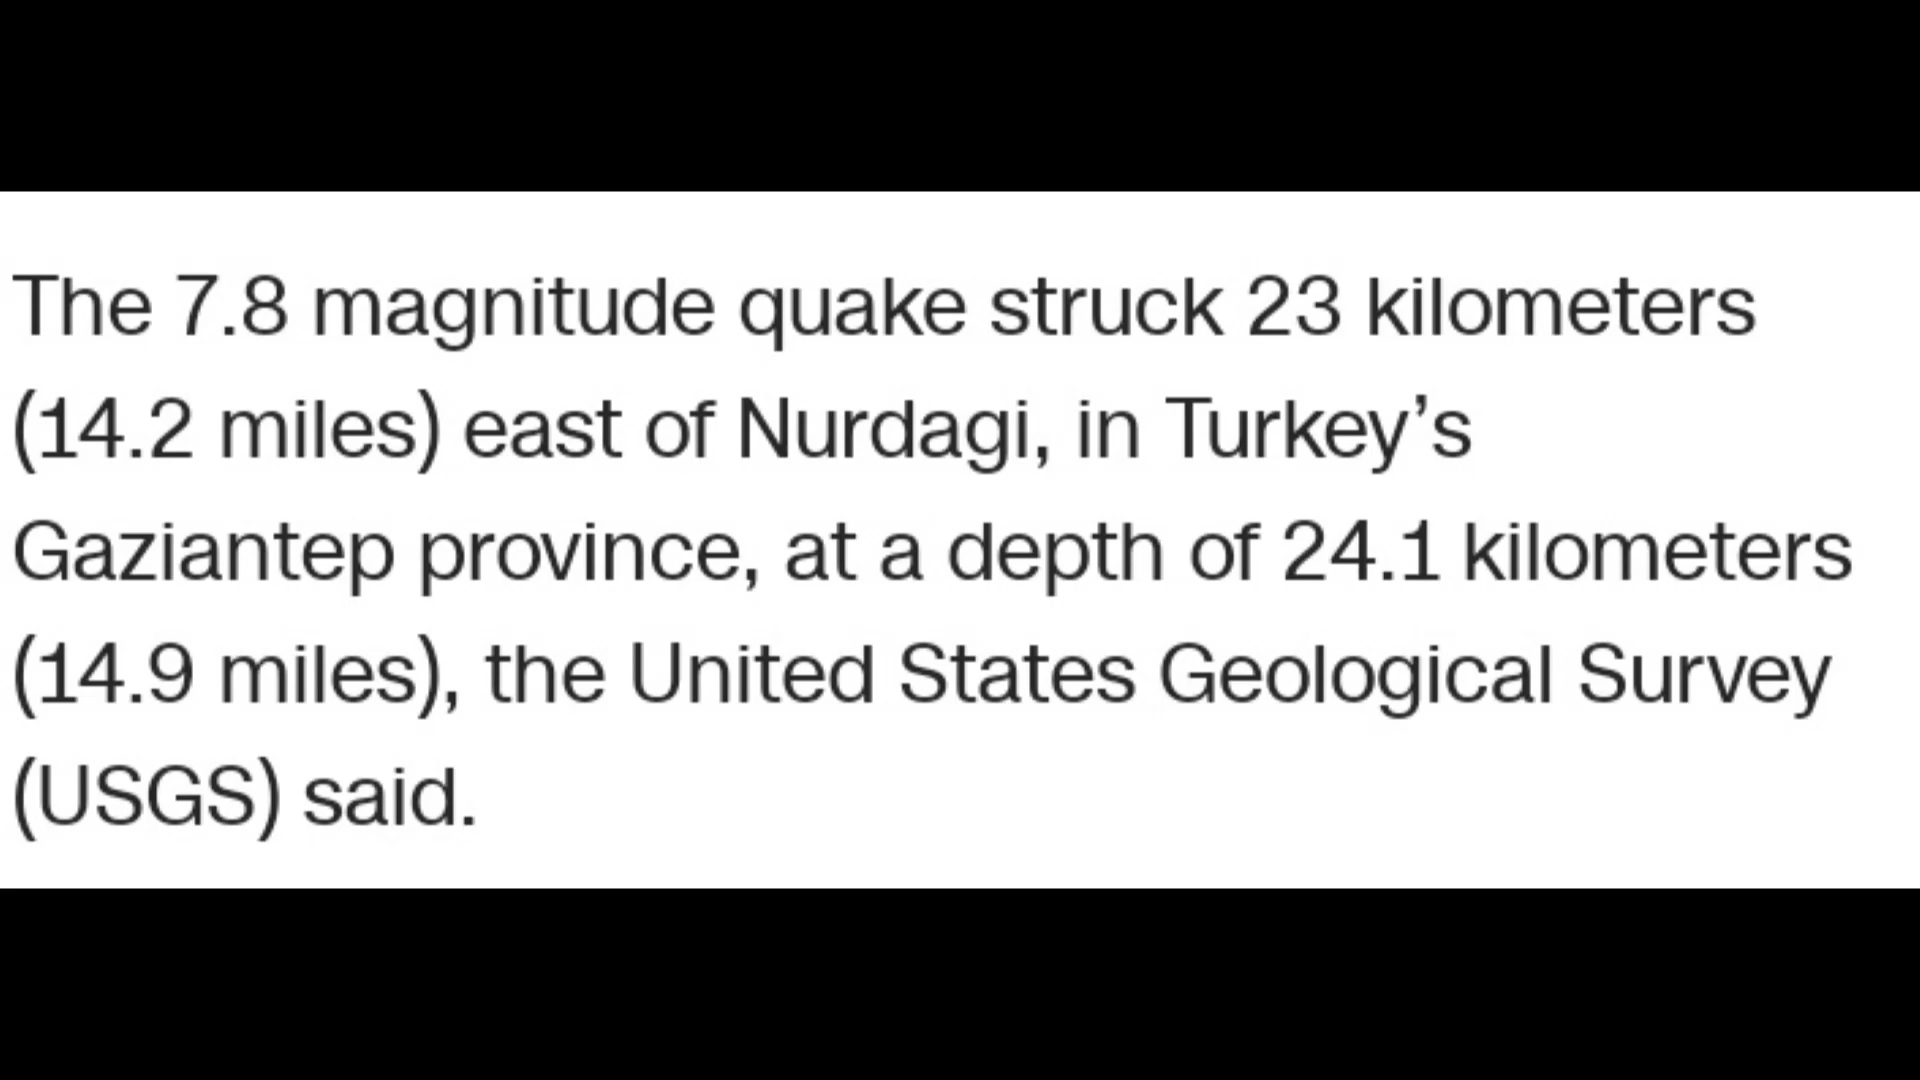 The 7.8 magnitude quake struck 23 kilometers
(14.2 miles) east of Nurdagi, in Turkey’s
Gaziantep province, at a depth of 24.1 kilometers
(14.9 miles), the United States Geological Survey
(USGS) said.